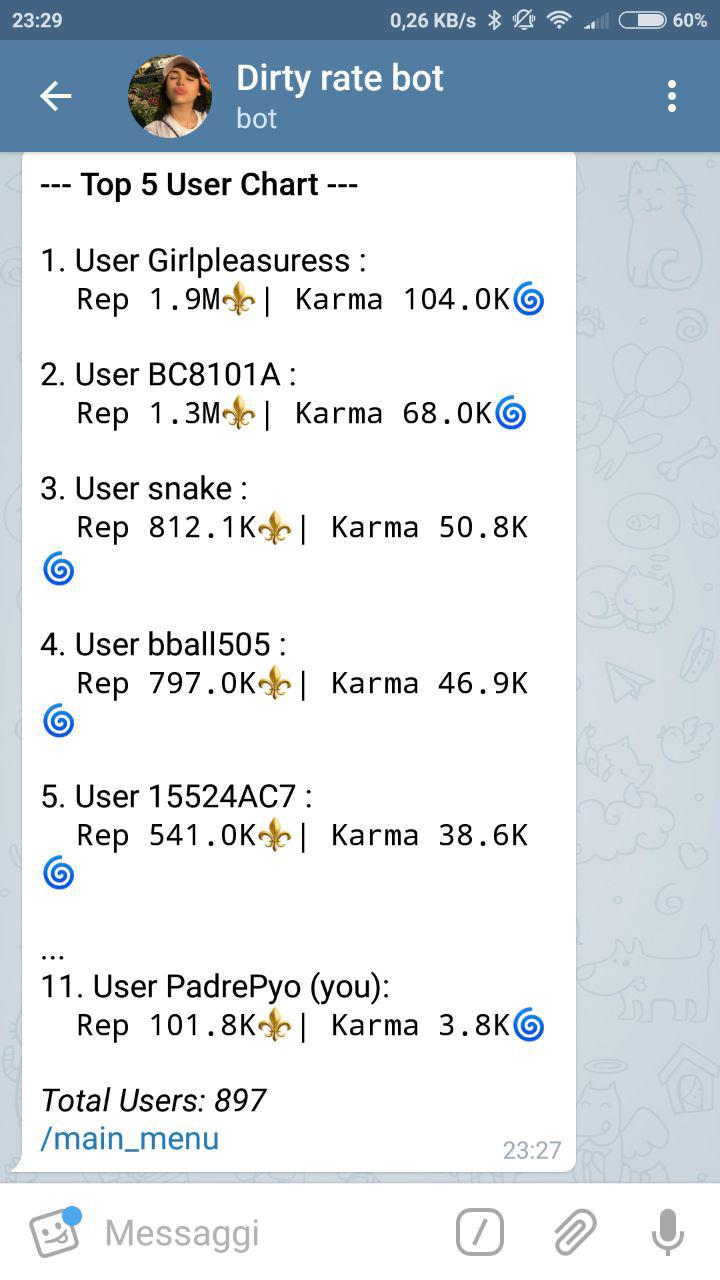 23:29 0,26 KB/s 60%
Dirty rate bot
bot
--- Top 5 User Chart ---
1. User Girlpleasuress :
Rep 1.9M⚜️| Karma 104.0K🌀
2. User BC8101A :
Rep 1.3M⚜️| Karma 68.0K🌀
3. User snake :
Rep 812.1K⚜️| Karma 50.8K
🌀
4. User bball505 :
Rep 797.0K⚜️| Karma 46.9K
🌀
5. User 15524AC7 :
Rep 541.0K⚜️| Karma 38.6K
🌀
...
11. User PadrePyo (you):
Rep 101.8K⚜️| Karma 3.8K🌀
Total Users: 897
/main_menu
23:27
Messaggi